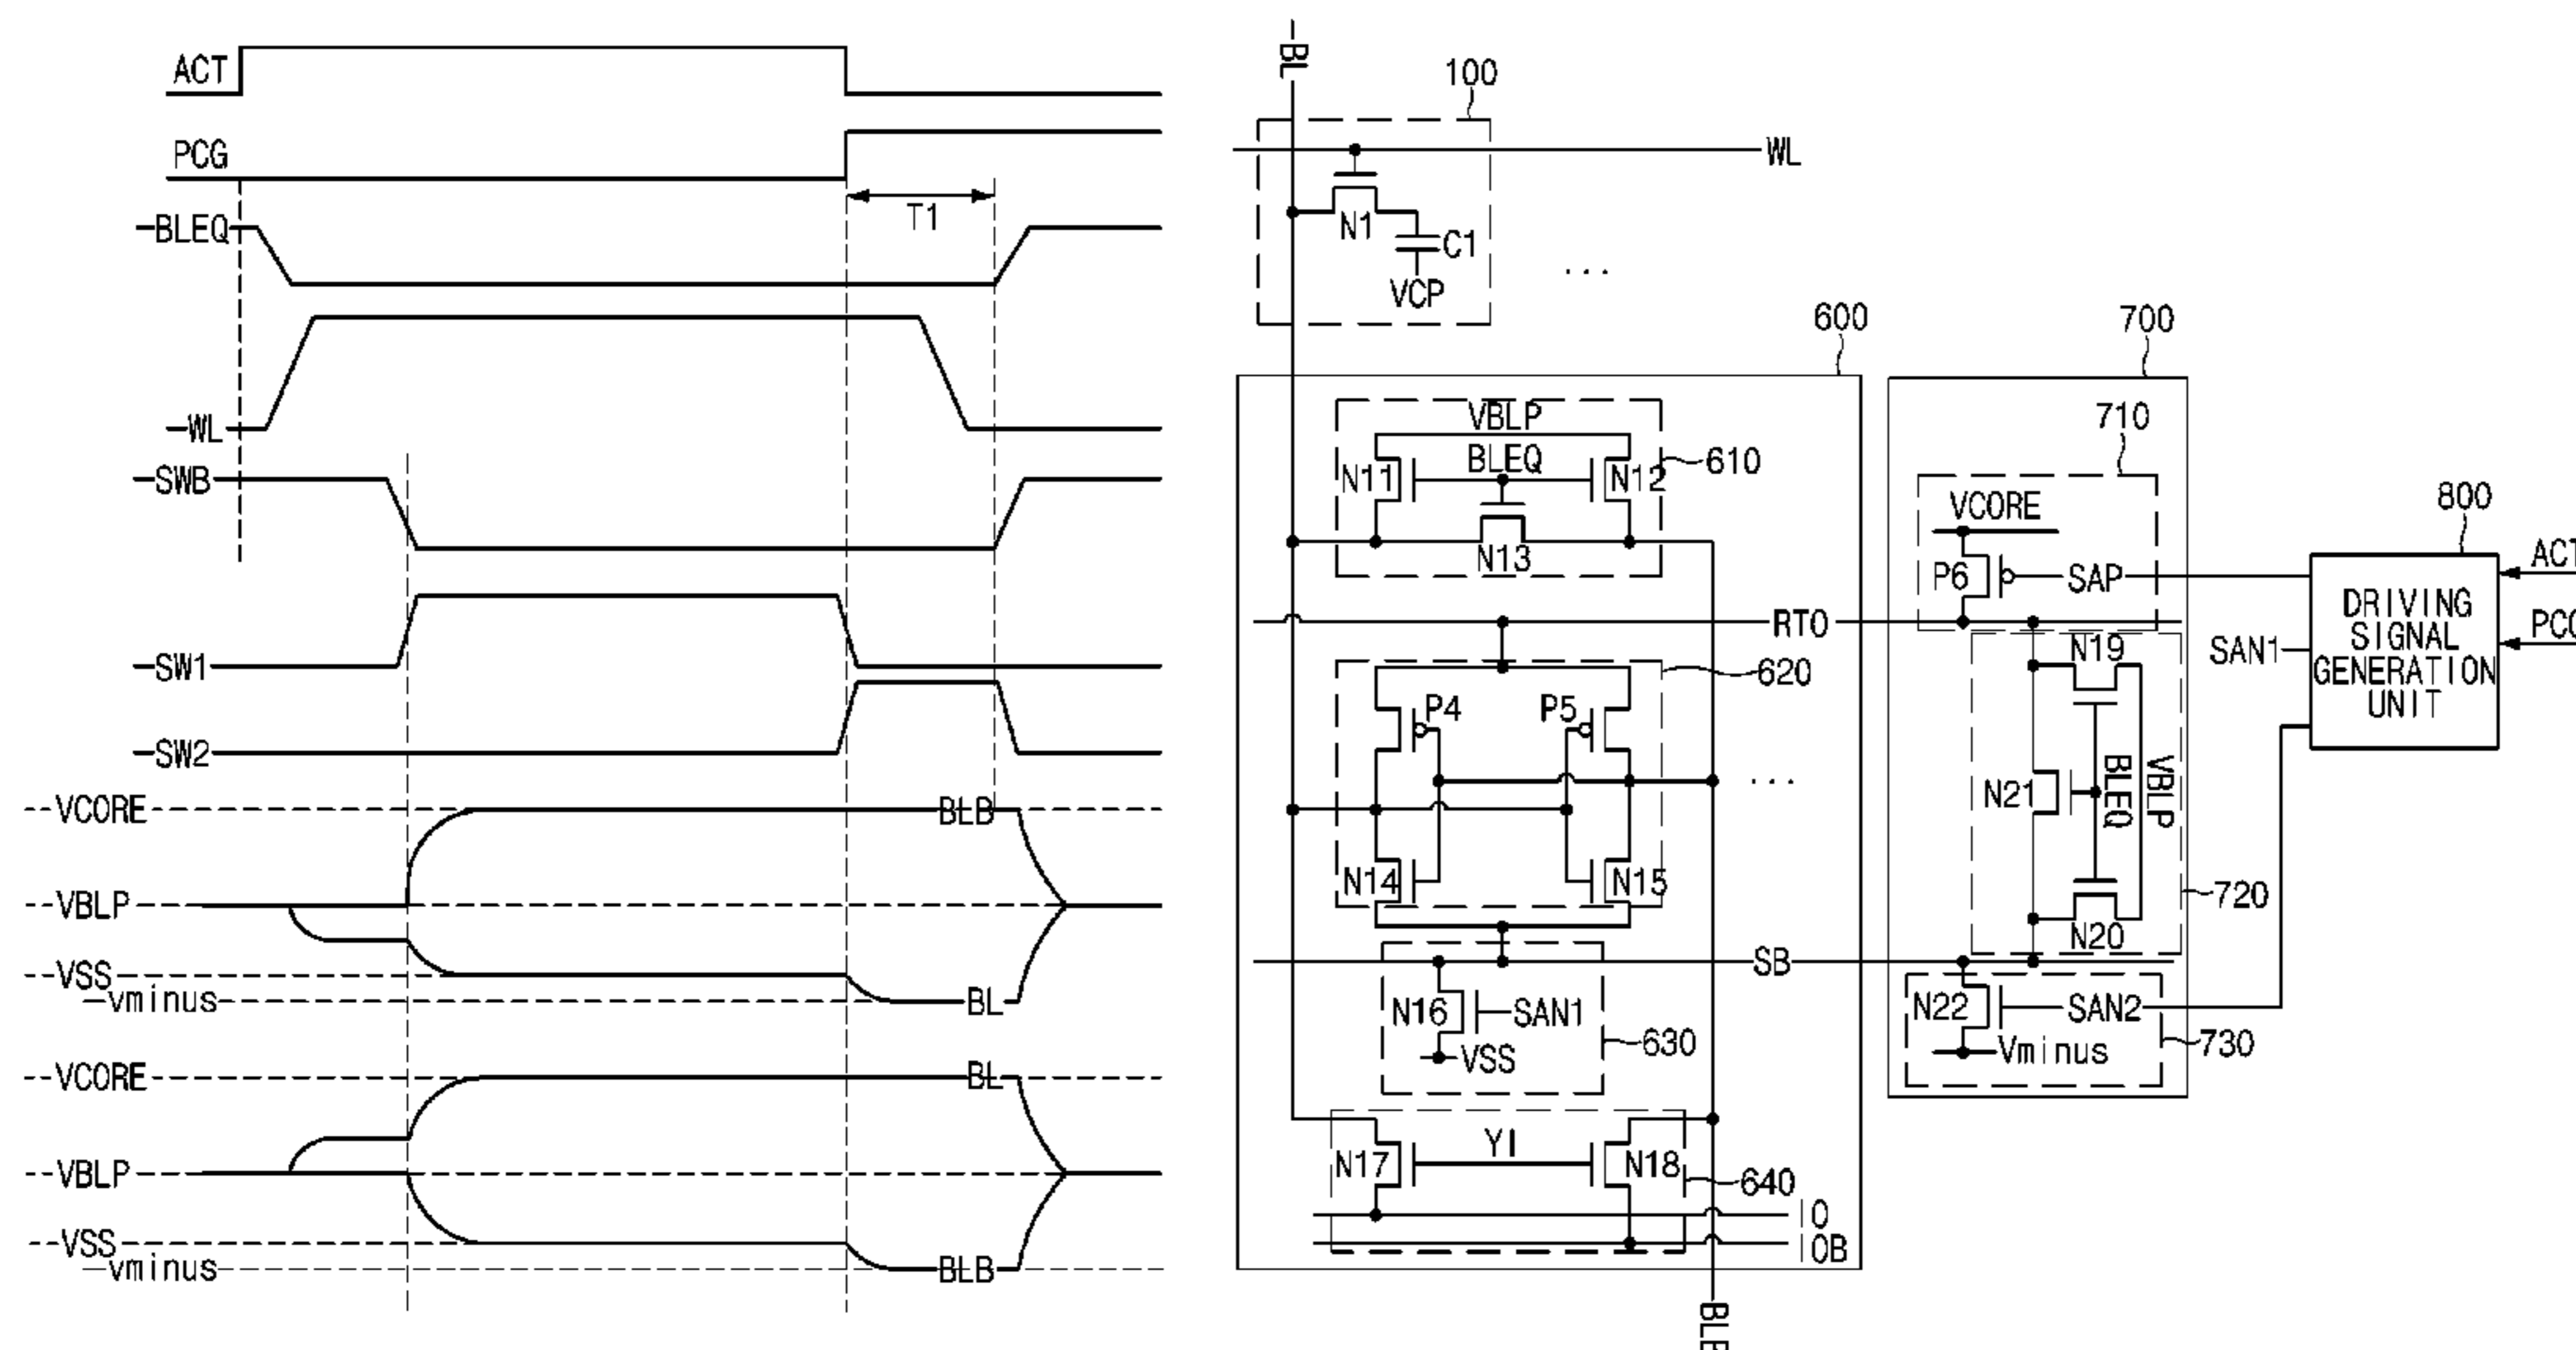 ACT
PCG
T1
BLEQ
WL
SWB
SW1
SW2
VCORE
BLB
VBLP
VSS
vminus
BL
VCORE
BL
VBLP
VSS
vminus
BLB
BL
100
WL
N1
C1
VCP
...
600
VBLP
BLEQ
N11
N12
N13
610
RTO
620
P4
P5
...
N14
N15
SB
N16
SAN1
VSS
630
YI
N17
N18
640
IO
IOB
700
710
VCORE
P6
SAP
N19
N21
BLEQ
VBLP
N20
720
N22
SAN2
Vminus
730
800
SAN1
DRIVING
SIGNAL
GENERATION
UNIT
ACT